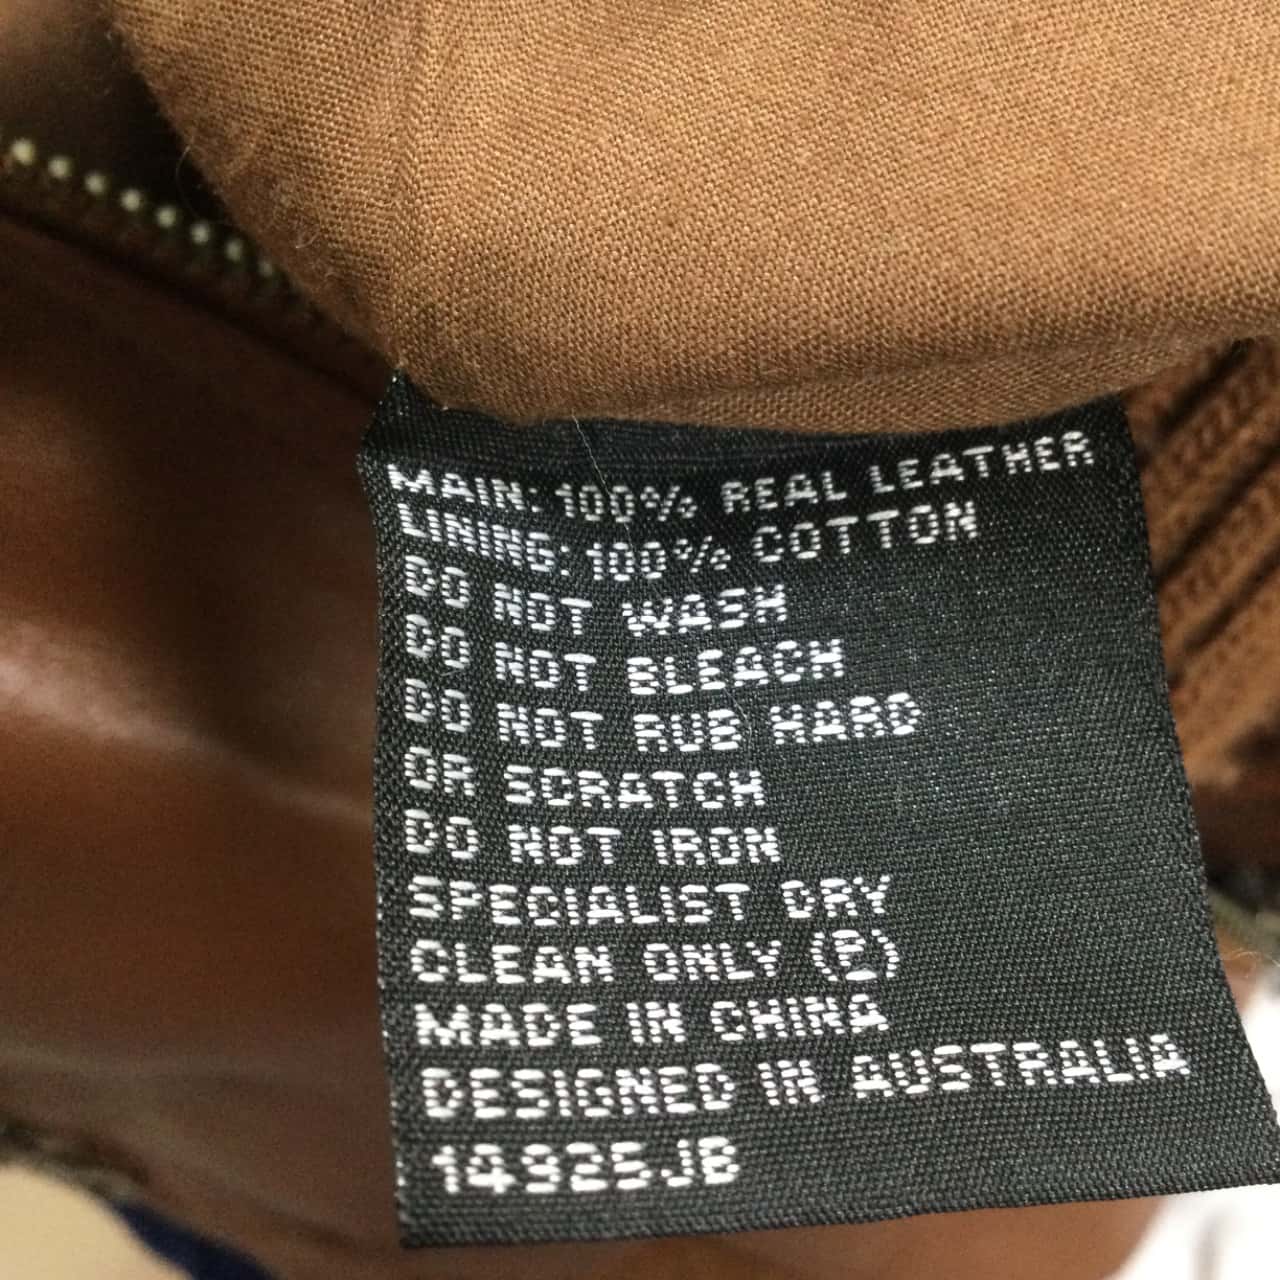 MAIN: 100% REAL LEATHER
LINING: 100% COTTON
DO NOT WASH
DO NOT BLEACH
DO NOT RUB HARD
OR SCRATCH
DO NOT IRON
SPECIALIST DRY
CLEAN ONLY (P)
MADE IN CHINA
DESIGNED IN AUSTRALIA
14925JB